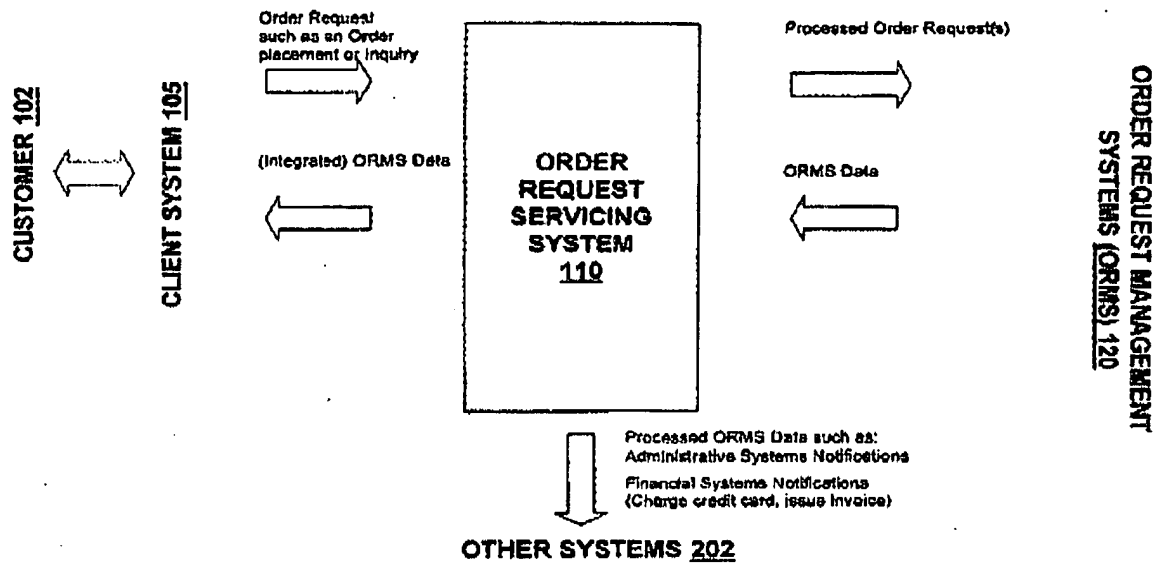 Order Request
such as an Order
placement or Inquiry
Processed Order Request(s)
CUSTOMER 102
CLIENT SYSTEM 105
(Integrated) ORMS Data
ORDER
REQUEST
SERVICING
SYSTEM
110
ORMS Data
ORDER REQUEST MANAGEMENT
SYSTEMS (ORMS) 120
Processed ORMS Data such as:
Administrative Systems Notifications
Financial Systems Notifications
(Charge credit card, issue Invoice)
OTHER SYSTEMS 202